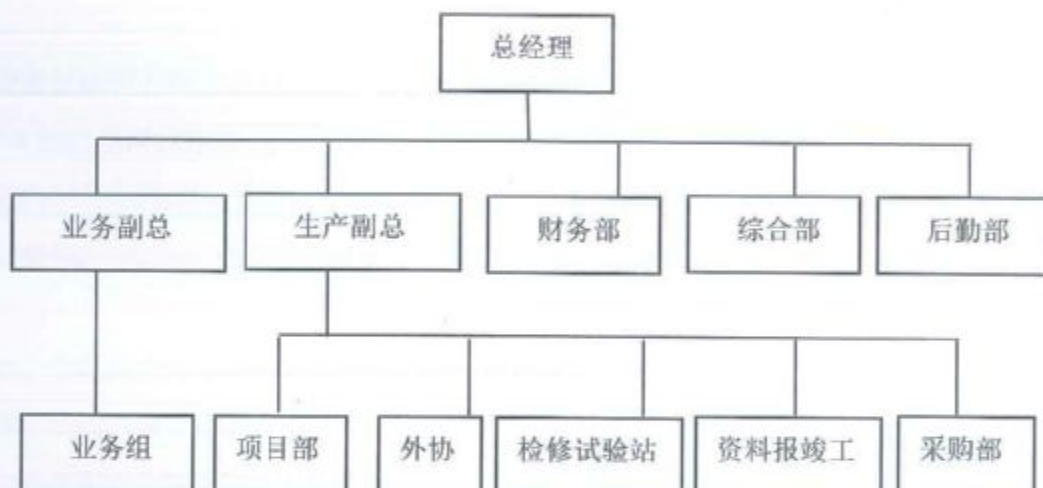 总经理
业务副总
生产副总
财务部
综合部
后勤部
业务组
项目部
外协
检修试验站
资料报竣工
采购部